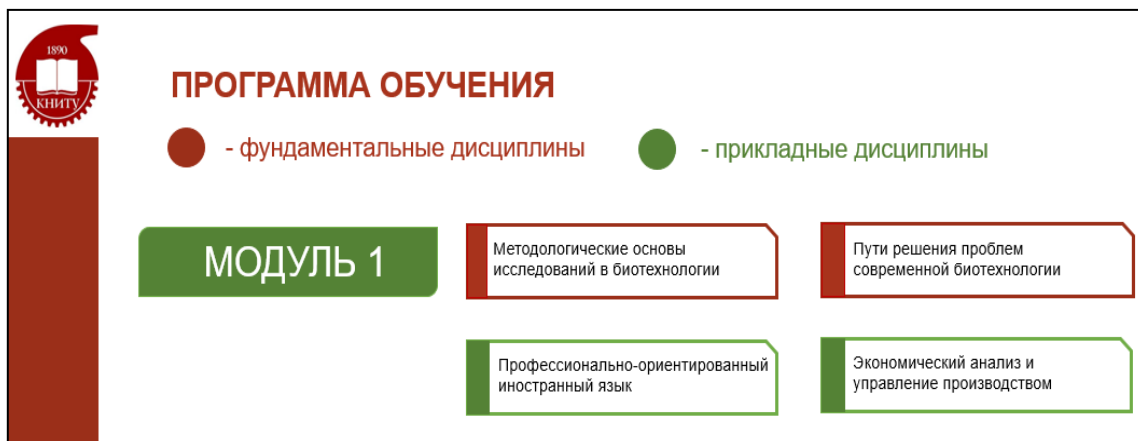 1890
КНИТУ
ПРОГРАММА ОБУЧЕНИЯ
- фундаментальные дисциплины
- прикладные дисциплины
МОДУЛЬ 1
Методологические основы
исследований в биотехнологии
Пути решения проблем
современной биотехнологии
Профессионально-ориентированный
иностранный язык
Экономический анализ и
управление производством